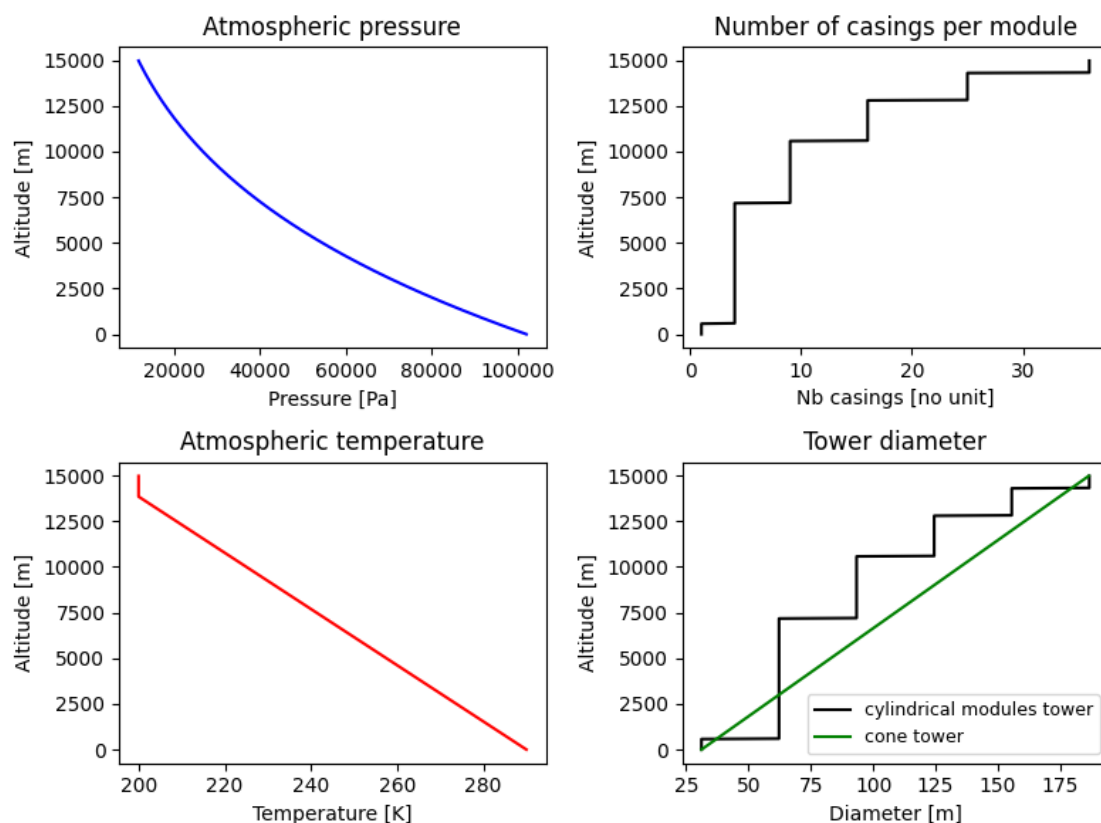 Atmospheric pressure
Altitude [m]
15000
12500
10000
7500
5000
2500
0
20000 40000 60000 80000 100000
Pressure [Pa]
Number of casings per module
Altitude [m]
15000
12500
10000
7500
5000
2500
0
0 10 20 30
Nb casings [no unit]
Atmospheric temperature
Altitude [m]
15000
12500
10000
7500
5000
2500
0
200 220 240 260 280
Temperature [K]
Tower diameter
Altitude [m]
15000
12500
10000
7500
5000
2500
0
cylindrical modules tower
cone tower
25 50 75 100 125 150 175
Diameter [m]